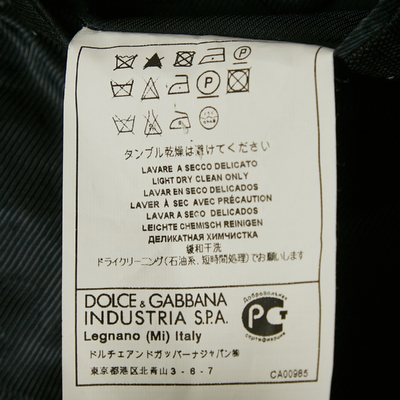 P
P
タンブル乾燥は避けてください
LAVARE A SECCO DELICATO
LIGHT DRY CLEAN ONLY
LAVAR EN SECO DELICADOS
LAVER À SEC AVEC PRÉCAUTION
LAVAR A SECO DELICADOS
LEICHTE CHEMISCH REINIGEN
ДЕЛИКАТНАЯ ХИМЧИСТКА
缓和干洗
ドライクリーニング(石油系、短時間処理)でお願いします
DOLCE & GABBANA
INDUSTRIA S.P.A.
Legnano (Mi) Italy
ドルチェアンドガッバーナジャパン㈱
東京都港区北青山3-6-7
Добровольная
РСТ
сертификация
CA00985